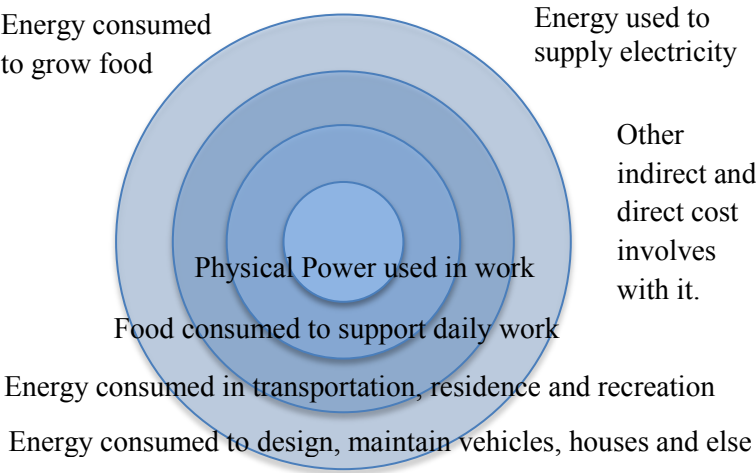 Energy consumed
to grow food
Energy used to
supply electricity
Other
indirect and
direct cost
involves
with it.
Physical Power used in work
Food consumed to support daily work
Energy consumed in transportation, residence and recreation
Energy consumed to design, maintain vehicles, houses and else